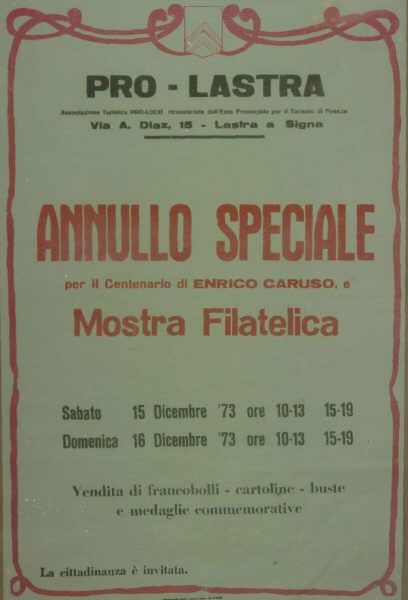 PRO - LASTRA
Associazione Turistica PRO-LOCO riconosciuta dall'Ente Provinciale per il Turismo di Firenze
Via A. Diaz, 15 - Lastra a Signa
ANNULLO SPECIALE
per il Centenario di ENRICO CARUSO, e
Mostra Filatelica
Sabato 15 Dicembre '73 ore 10-13 15-19
Domenica 16 Dicembre '73 ore 10-13 15-19
Vendita di francobolli - cartoline - buste
e medaglie commemorative
La cittadinanza è invitata.